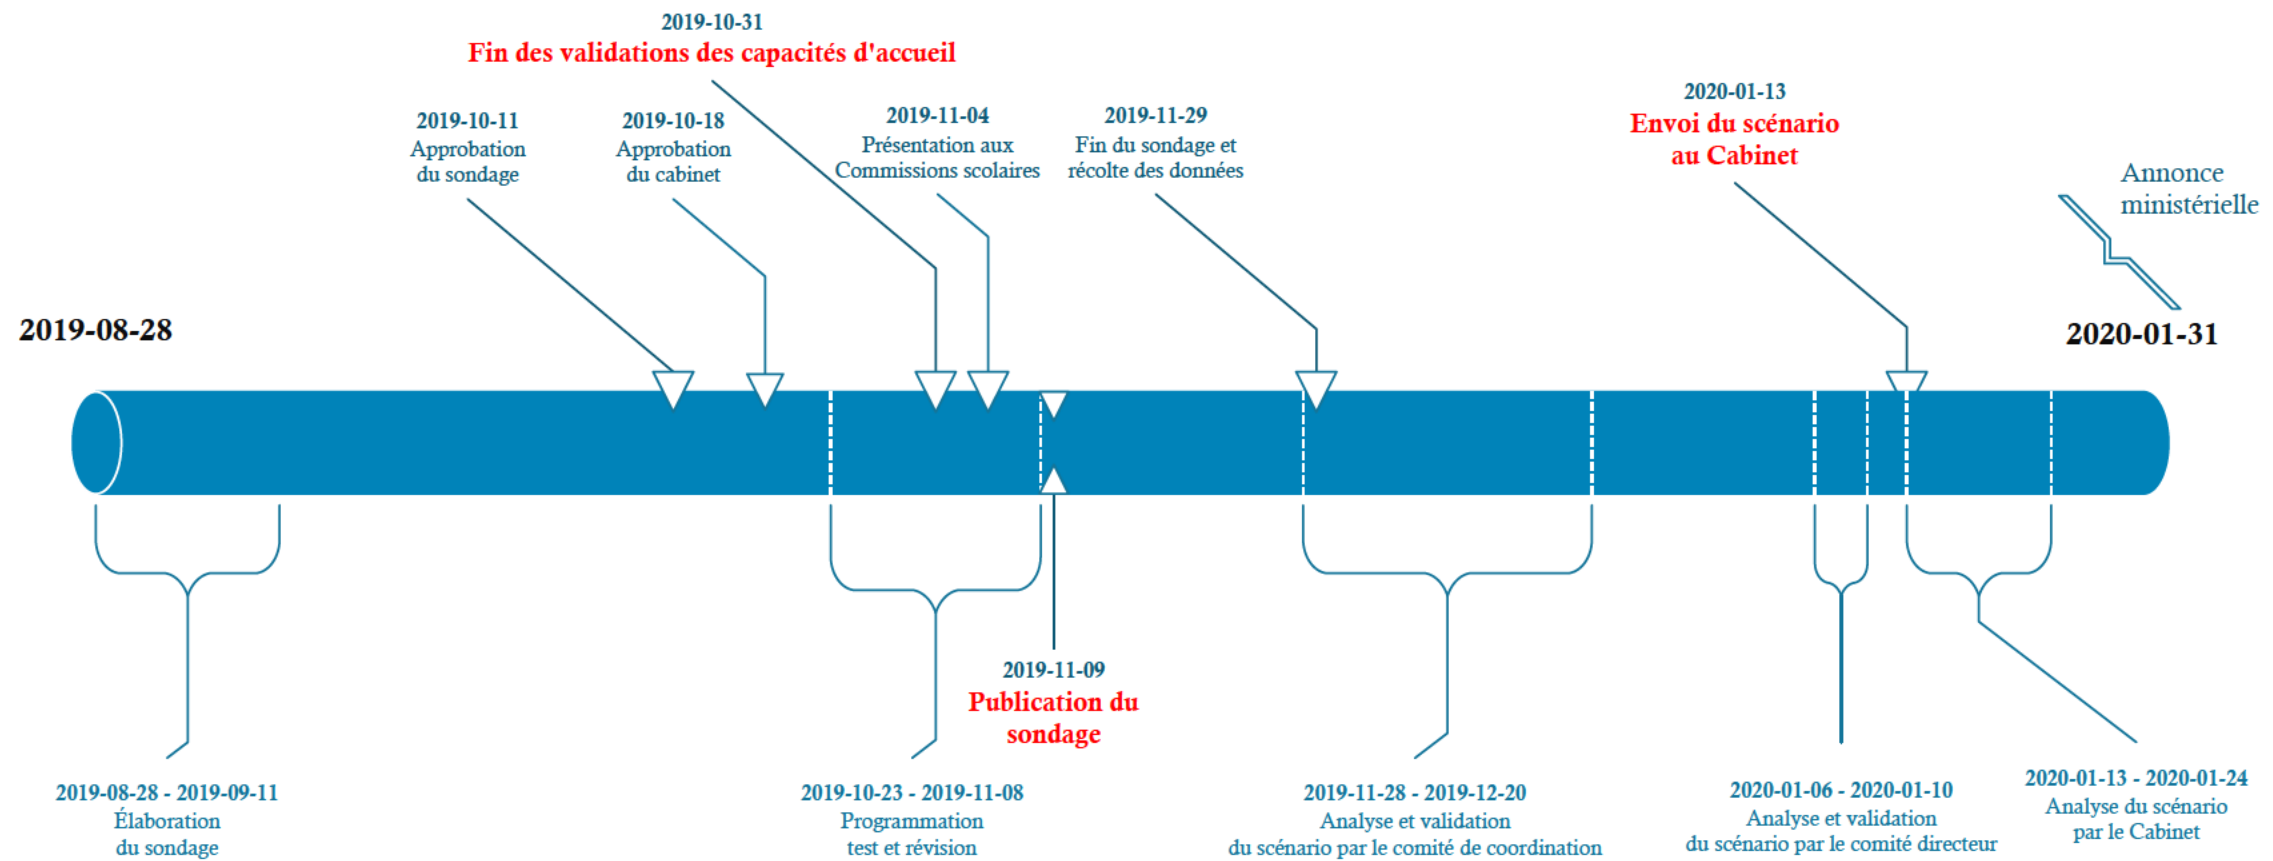 2019-10-31
Fin des validations des capacités d'accueil
2019-10-11
Approbation
du sondage
2019-10-18
Approbation
du cabinet
2019-11-04
Présentation aux
Commissions scolaires
2019-11-29
Fin du sondage et
récolte des données
2020-01-13
Envoi du scénario
au Cabinet
Annonce
ministérielle
2019-08-28
2020-01-31
2019-11-09
Publication du
sondage
2019-08-28 - 2019-09-11
Élaboration
du sondage
2019-10-23 - 2019-11-08
Programmation
test et révision
2019-11-28 - 2019-12-20
Analyse et validation
du scénario par le comité de coordination
2020-01-06 - 2020-01-10
Analyse et validation
du scénario par le comité directeur
2020-01-13 - 2020-01-24
Analyse du scénario
par le Cabinet